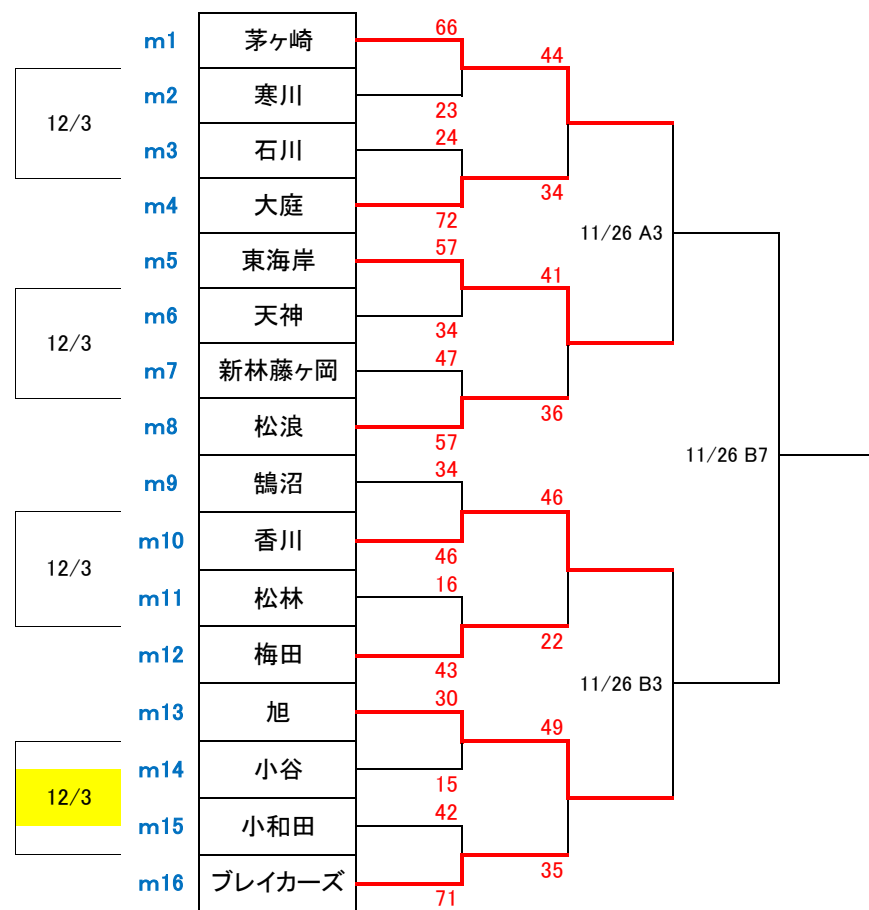 m1 茅ヶ崎 66
44
m2 寒川 23
12/3
m3 石川 24
34
m4 大庭 72
11/26 A3
m5 東海岸 57
41
m6 天神 34
12/3
m7 新林藤ヶ岡 47
36
m8 松浪 57
11/26 B7
m9 鵠沼 34
46
m10 香川 46
12/3
m11 松林 16
22
m12 梅田 43
11/26 B3
m13 旭 30
49
m14 小谷 15
12/3
m15 小和田 42
35
m16 ブレイカーズ 71